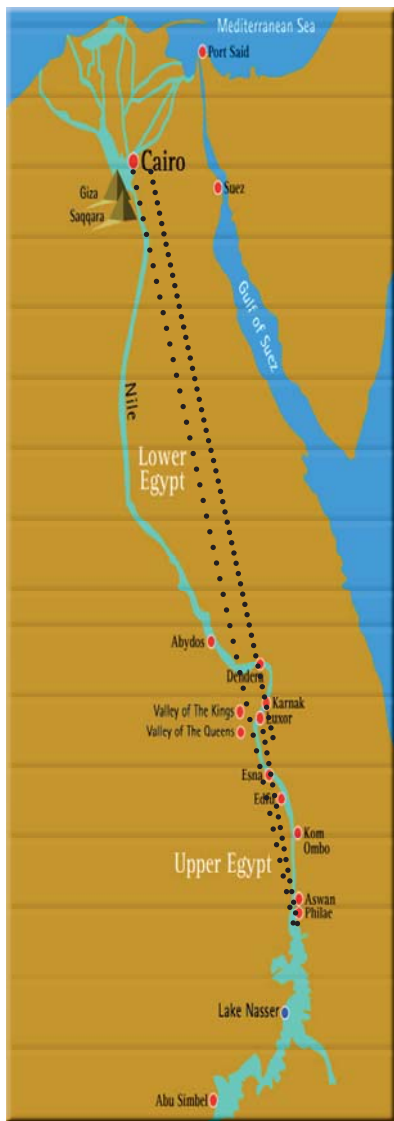 Mediterranean Sea
Port Said
Cairo
Suez
Giza
Saqqara
Gulf of Suez
Nile
Lower
Egypt
Abydos
Dendera
Karnak
Valley of The Kings
Luxor
Valley of The Queens
Esna
Edfu
Kom
Ombo
Upper Egypt
Aswan
Philae
Lake Nasser
Abu Simbel